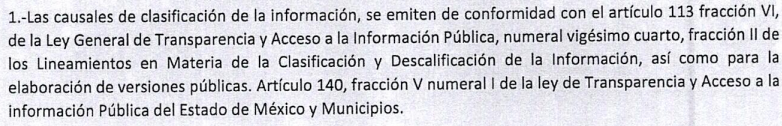 1.-Las causales de clasificación de la información, se emiten de conformidad con el artículo 113 fracción VI,
de la Ley General de Transparencia y Acceso a la Información Pública, numeral vigésimo cuarto, fracción II de
los Lineamientos en Materia de la Clasificación y Descalificación de la Información, así como para la
elaboración de versiones públicas. Artículo 140, fracción V numeral I de la ley de Transparencia y Acceso a la
información Pública del Estado de México y Municipios.